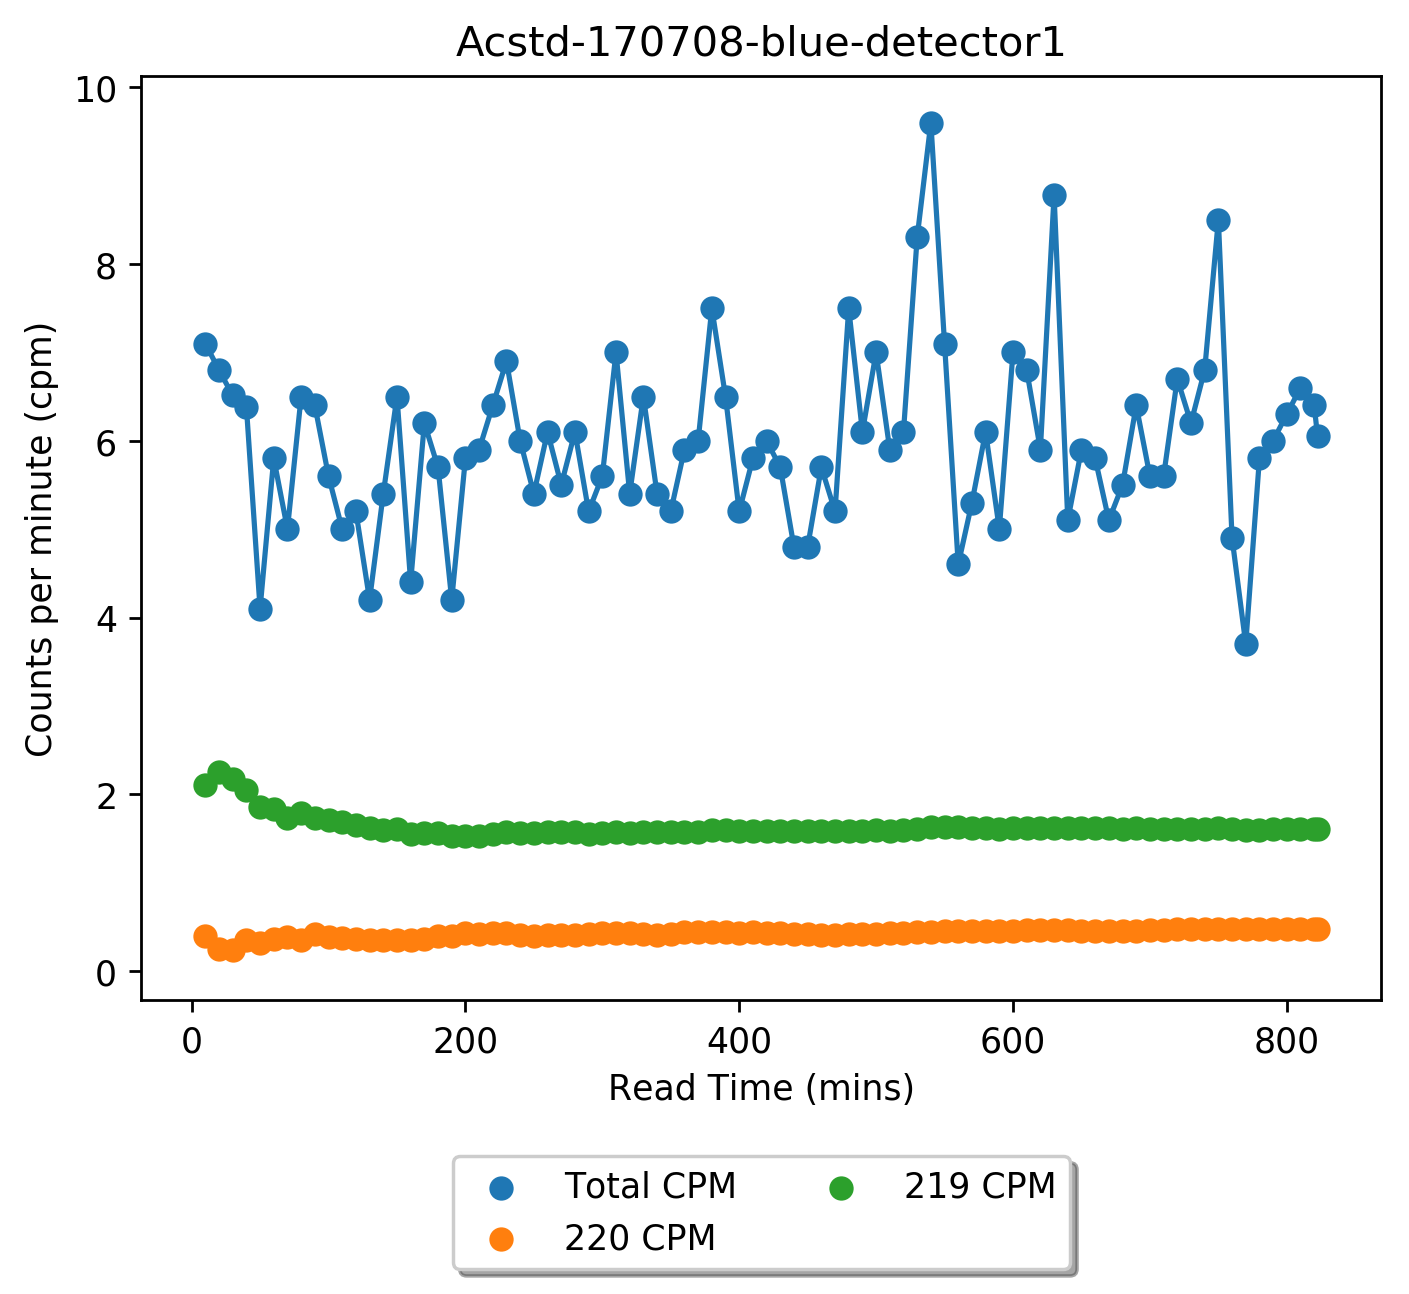 Acstd-170708-blue-detector1
10
8
6
4
2
0
Counts per minute (cpm)
0 200 400 600 800
Read Time (mins)
Total CPM 219 CPM
220 CPM